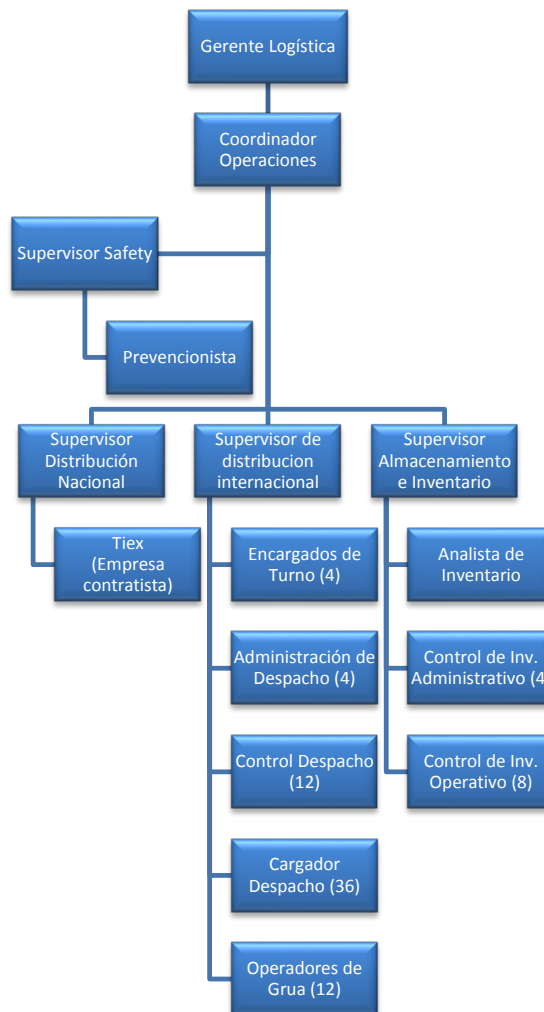 Gerente Logística
Coordinador
Operaciones
Supervisor Safety
Prevencionista
Supervisor
Distribución
Nacional
Tiex
(Empresa
contratista)
Supervisor de
distribucion
internacional
Encargados de
Turno (4)
Administración de
Despacho (4)
Control Despacho
(12)
Cargador
Despacho (36)
Operadores de
Grua (12)
Supervisor
Almacenamiento
e Inventario
Analista de
Inventario
Control de Inv.
Administrativo (4
Control de Inv.
Operativo (8)